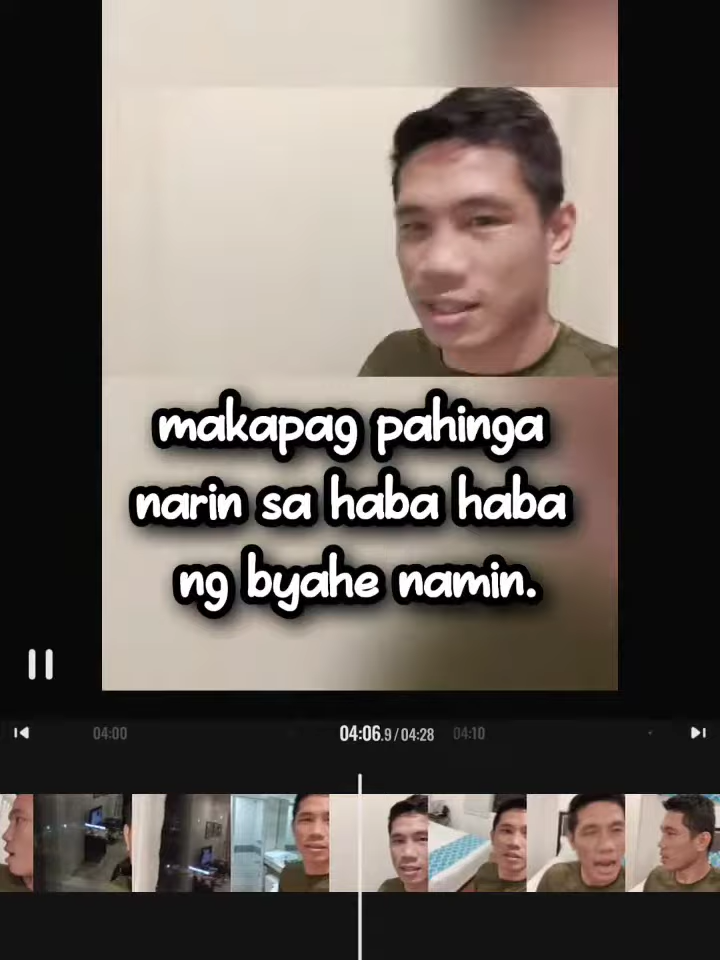 makapag pahinga
narin sa haba haba
ng byahe namin.
04:00
04:06.9/04:28
04:10